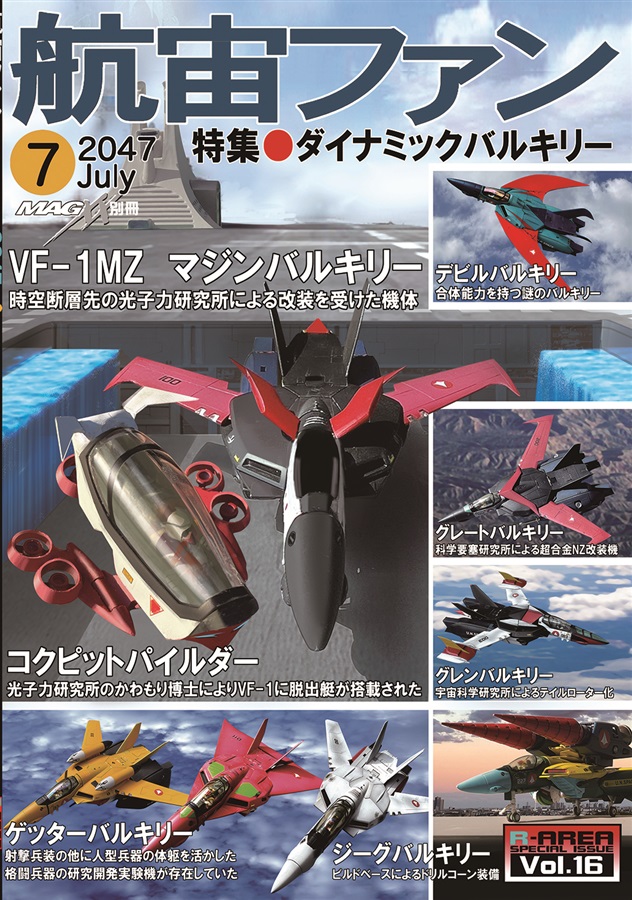 航宙ファン
7
2047
July
特集●ダイナミックバルキリー
MAG
別冊
VF-1MZ マジンバルキリー
時空断層先の光子力研究所による改装を受けた機体
デビルバルキリー
合体能力を持つ謎のバルキリー
100
グレートバルキリー
科学要塞研究所による超合金NZ改装機
グレンバルキリー
宇宙科学研究所によるテイルローター化
コクピットパイルダー
光子力研究所のかわもり博士によりVF-1に脱出艇が搭載された
ゲッターバルキリー
射撃兵装の他に人型兵器の体躯を活かした
格闘兵器の研究開発実験機が存在していた
ジーグバルキリー
ビルドベースによるドリルコーン装備
R-AREA
SPECIAL ISSUE
Vol.16